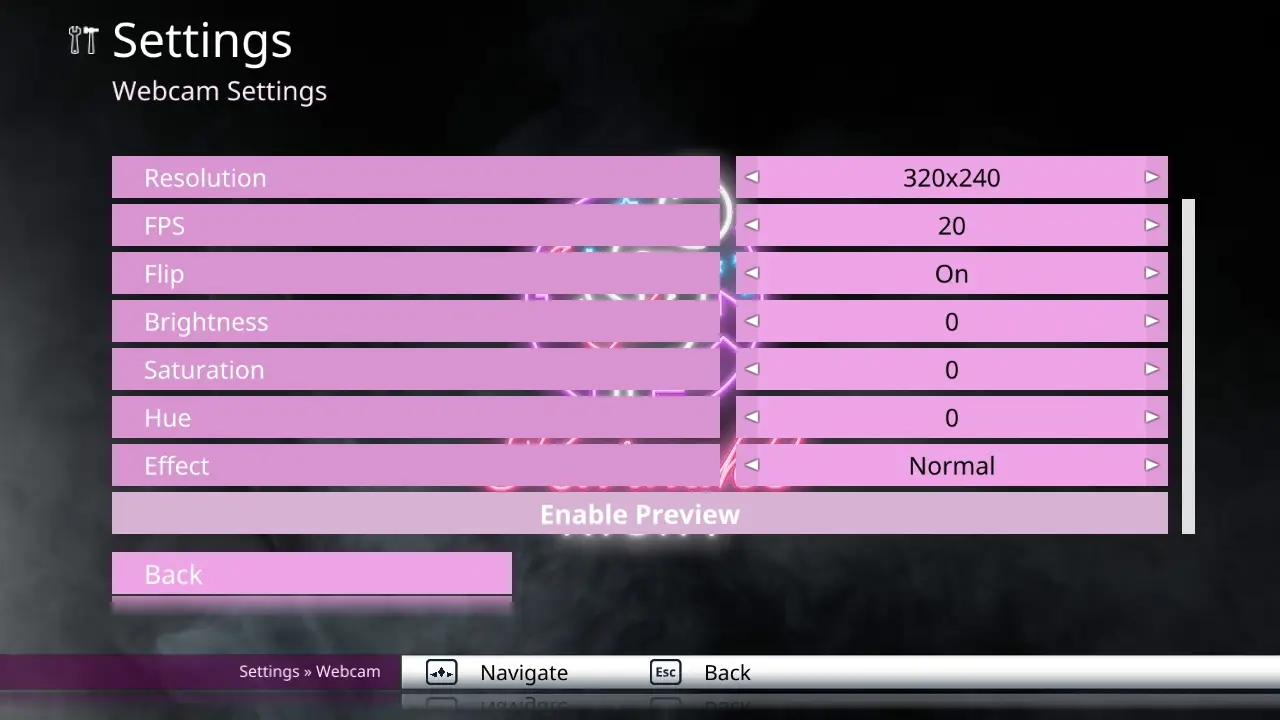 Settings
Webcam Settings
Resolution 320x240
FPS 20
Flip On
Brightness 0
Saturation 0
Hue 0
Effect Normal
Enable Preview
Back
Settings » Webcam Navigate Esc Back